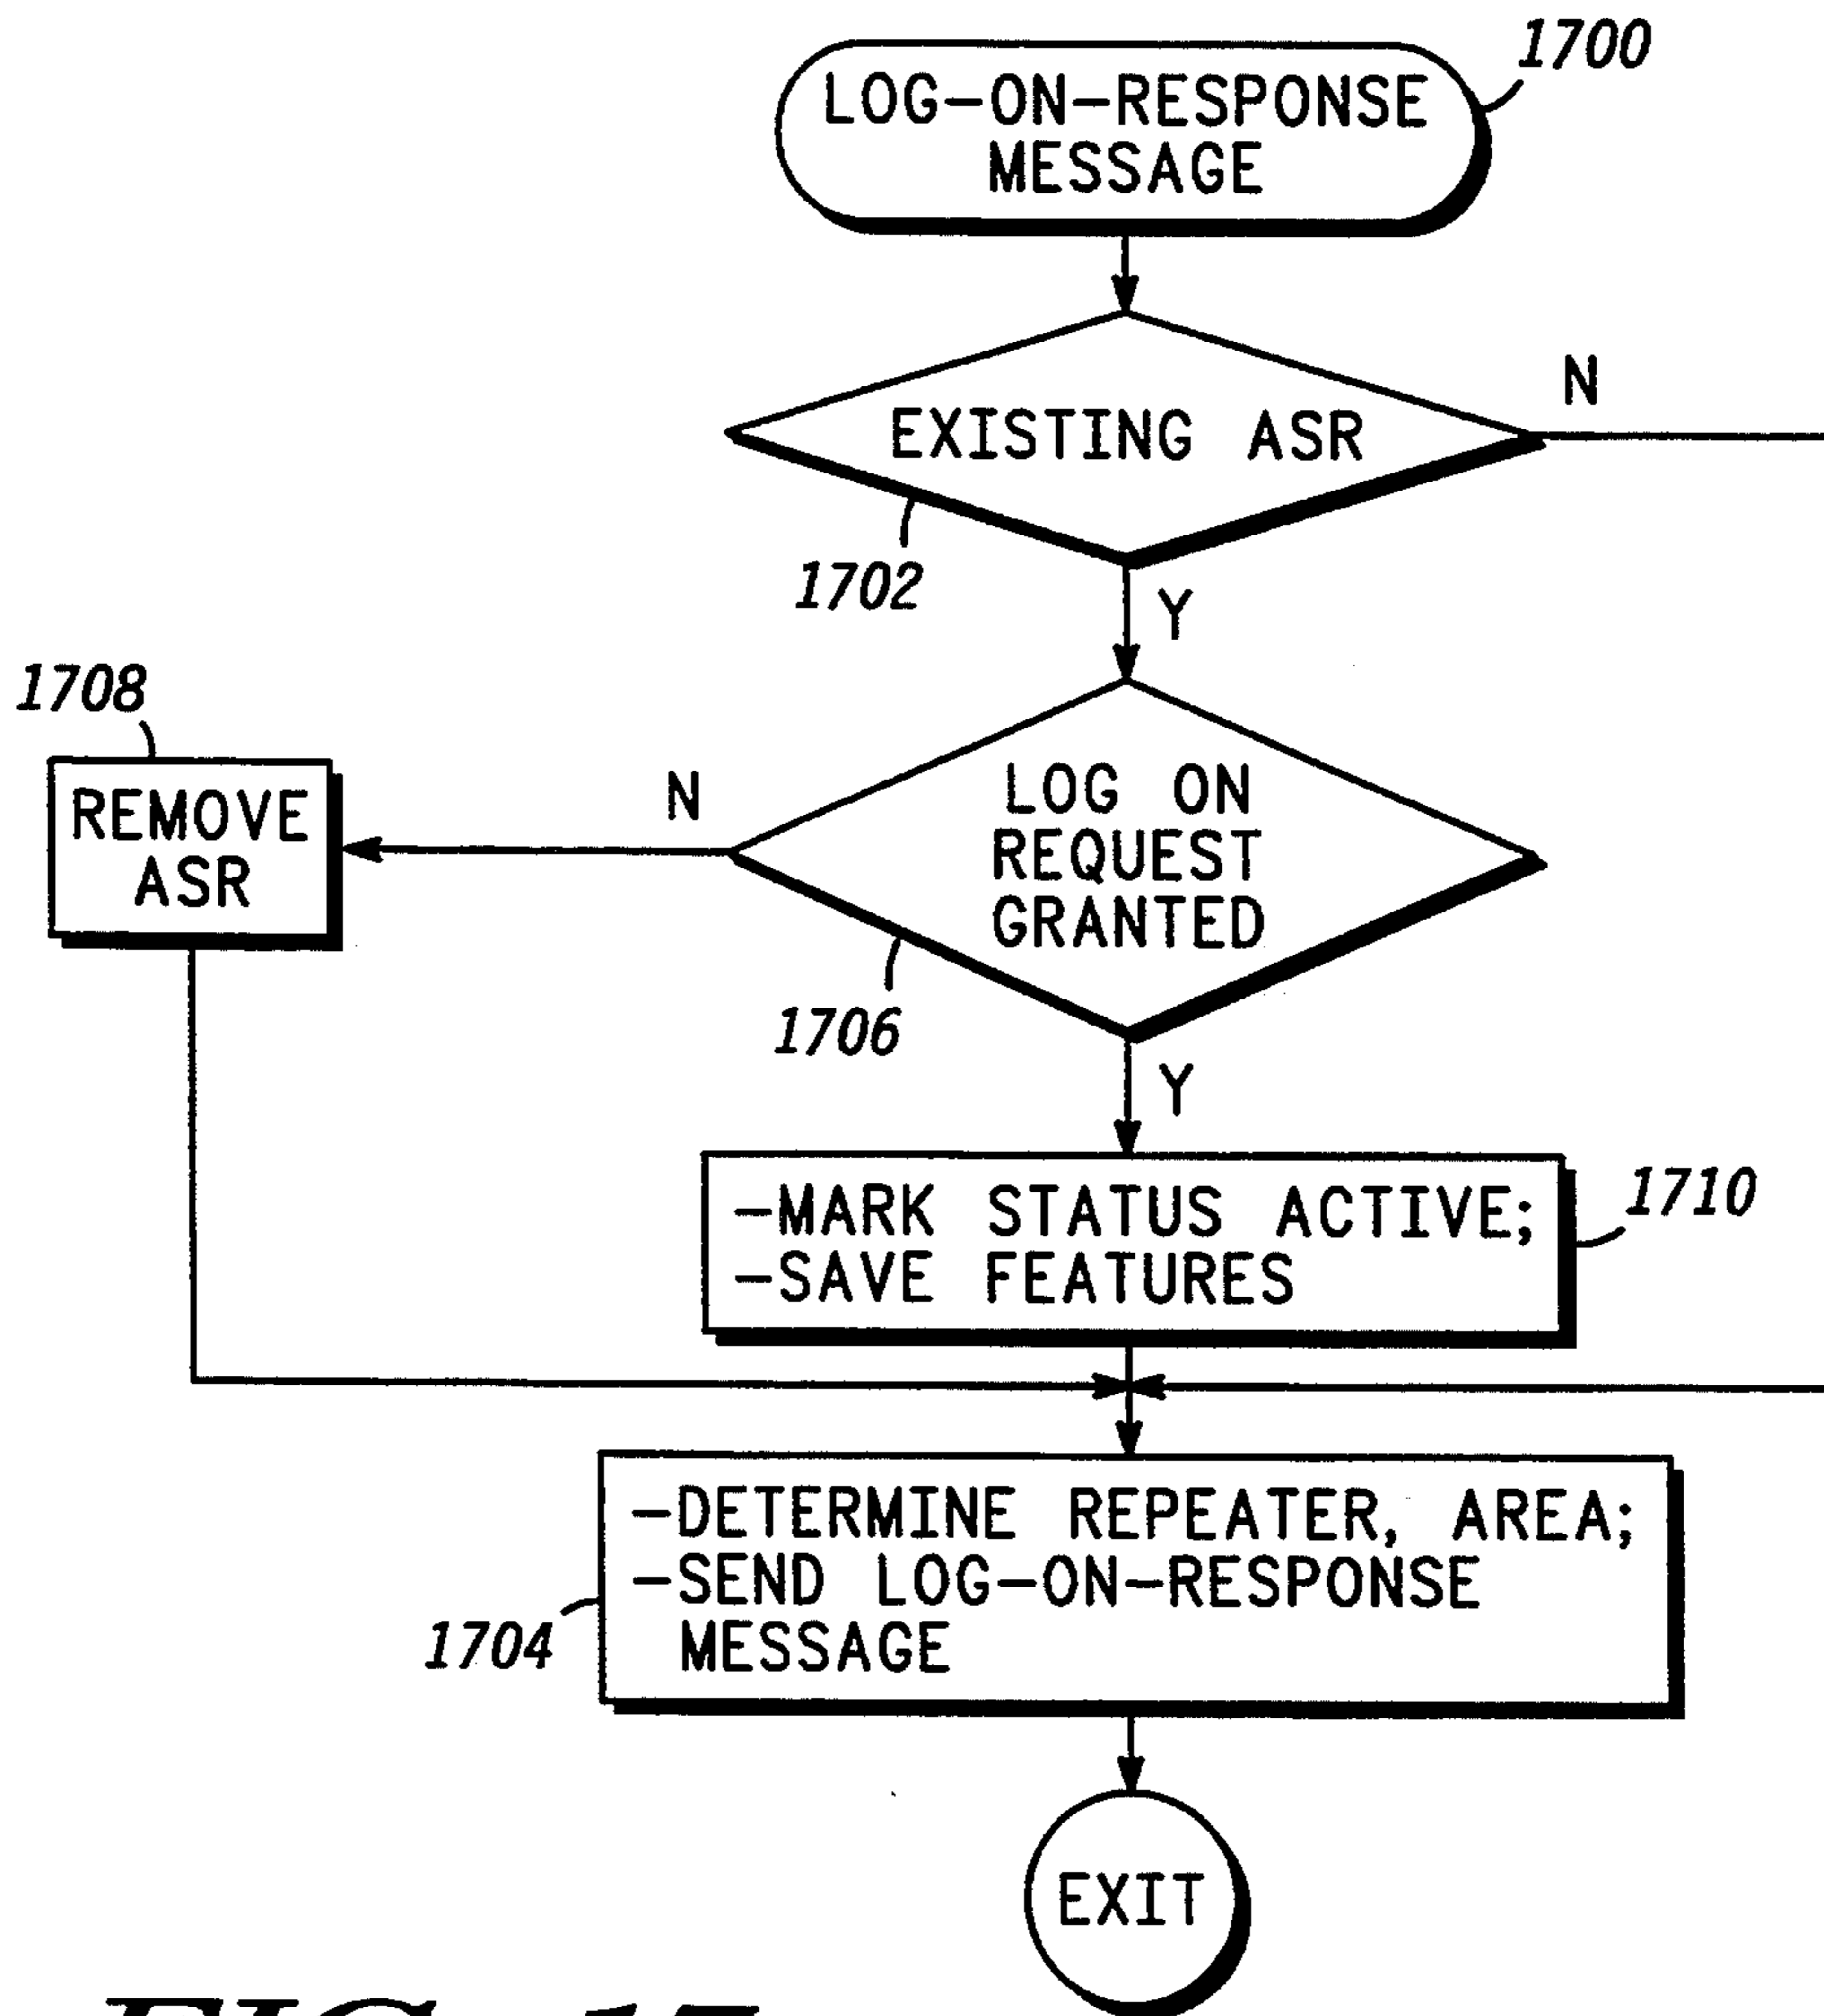 1700
LOG-ON-RESPONSE
MESSAGE
EXISTING ASR
N
1702
Y
1708
REMOVE
ASR
N
LOG ON
REQUEST
GRANTED
1706
Y
-MARK STATUS ACTIVE;
-SAVE FEATURES
1710
-DETERMINE REPEATER, AREA;
-SEND LOG-ON-RESPONSE
MESSAGE
1704
EXIT